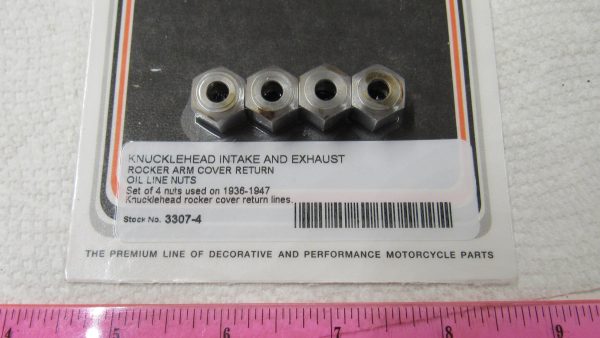 KNUCKLEHEAD INTAKE AND EXHAUST
ROCKER ARM COVER RETURN
OIL LINE NUTS
Set of 4 nuts used on 1936-1947
Knucklehead rocker cover return lines.
Stock No. 3307-4
THE PREMIUM LINE OF DECORATIVE AND PERFORMANCE MOTORCYCLE PARTS
4 5 6 7 8 9